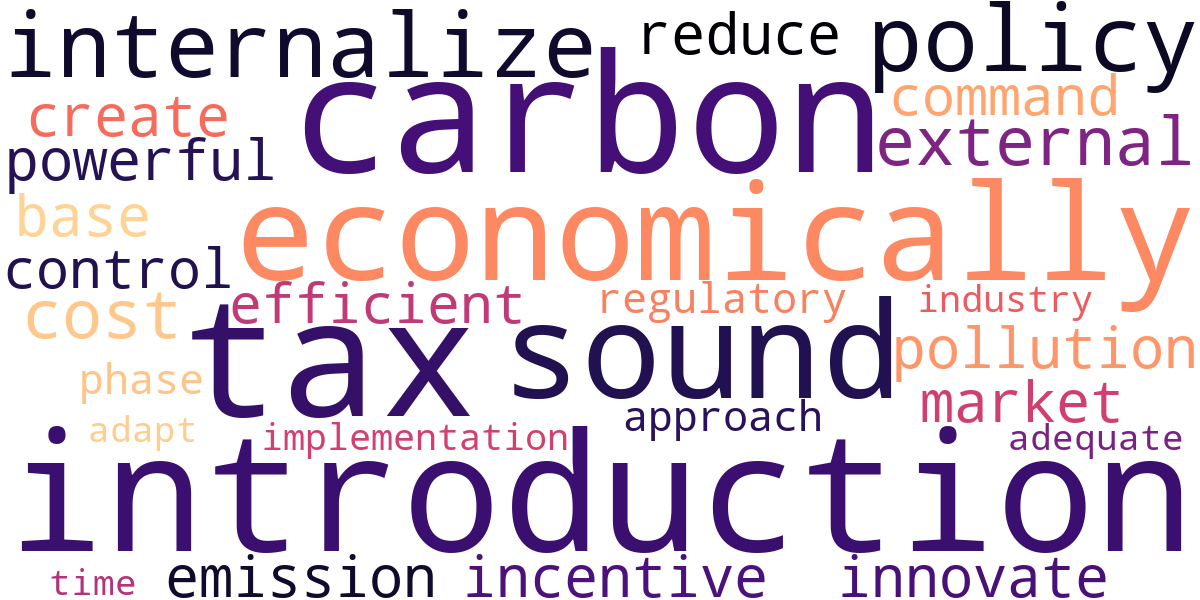 internalize
reduce
policy
carbon
create
command
powerful
external
base
economically
control
cost
efficient
regulatory
industry
tax
sound
pollution
phase
market
adapt
approach
implementation
adequate
introduction
time
emission
incentive
innovate